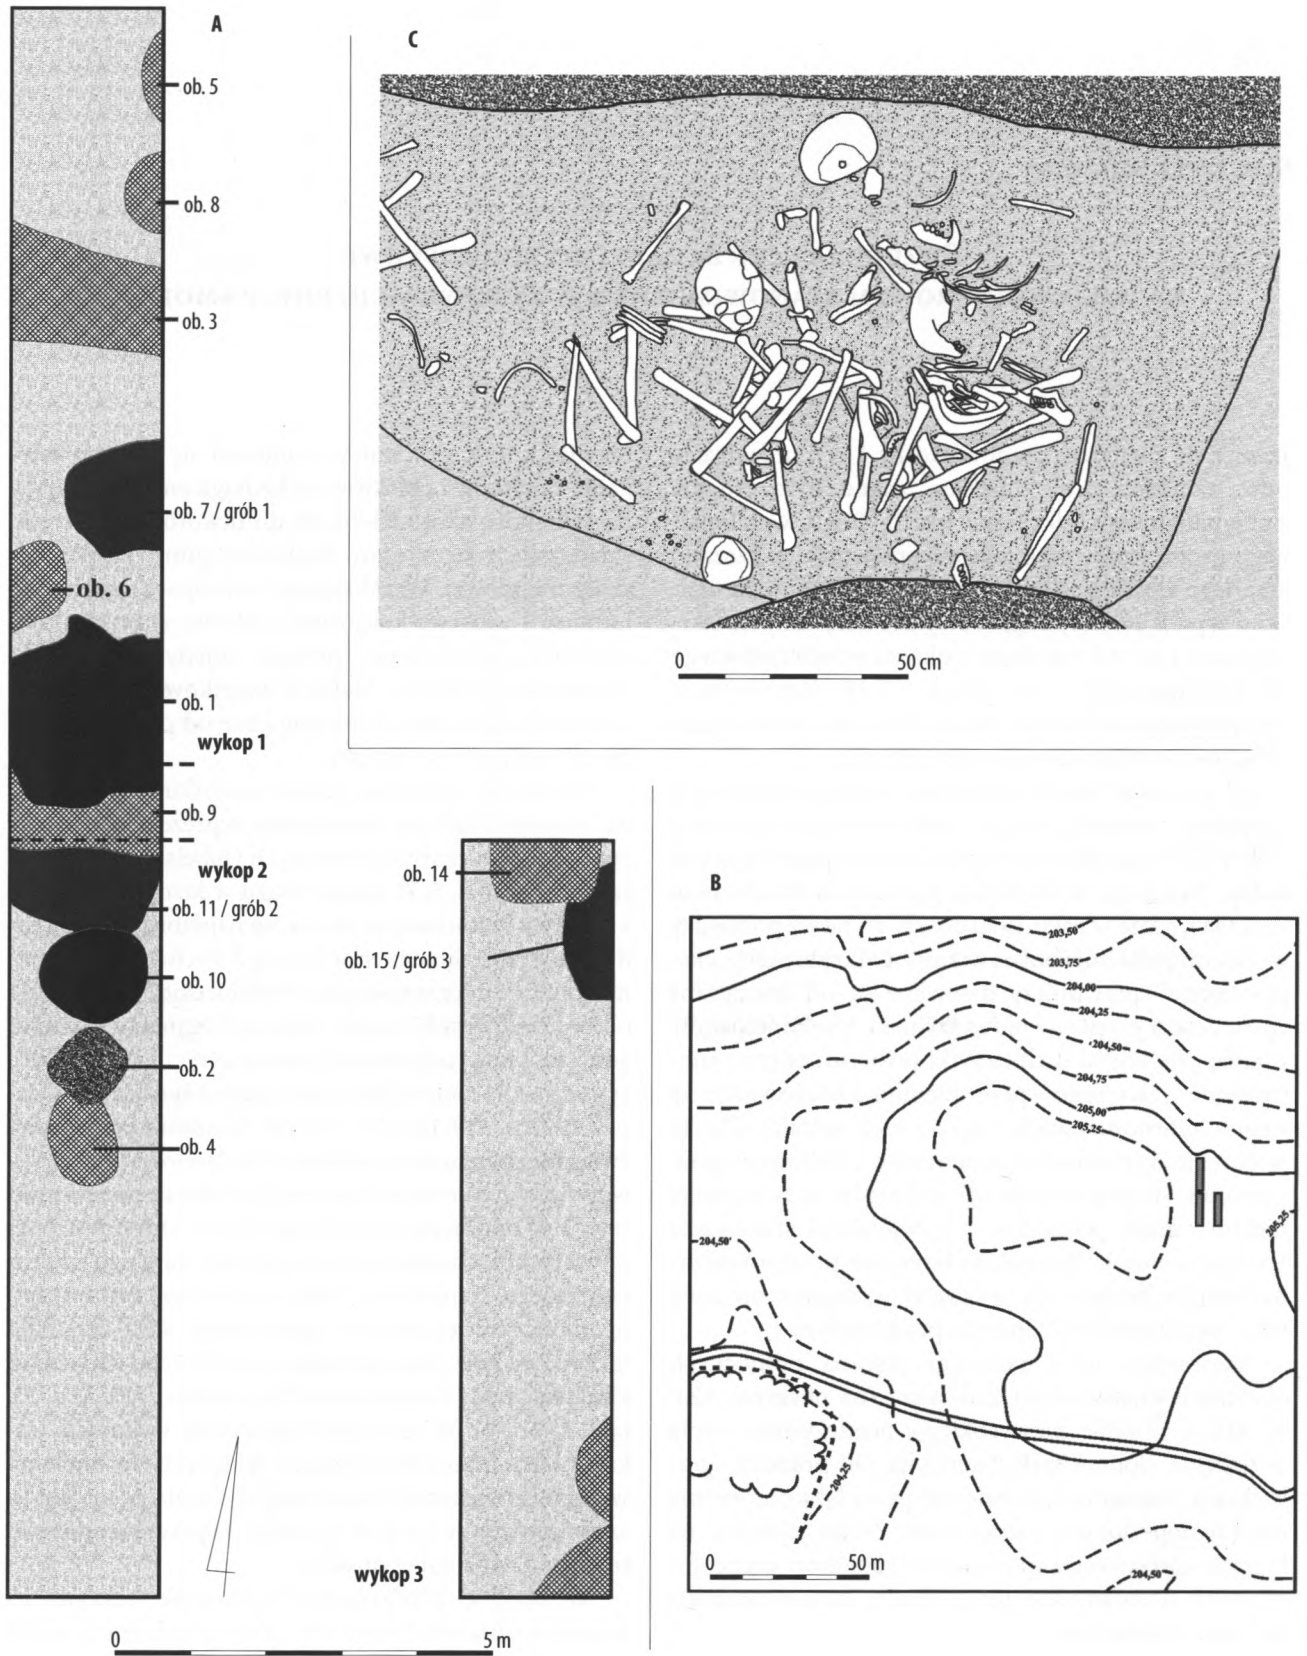 A
ob. 5
ob. 8
ob. 3
ob. 7 / grób 1
ob. 6
ob. 1
wykop 1
ob. 9
wykop 2
ob. 11 / grób 2
ob. 10
ob. 2
ob. 4
ob. 14
ob. 15 / grób 3
wykop 3
0 5 m
C
0 50 cm
B
203,50
203,75
204,00
204,25
204,50
204,75
205,00
205,25
205,25
204,50
204,25
204,50
0 50 m